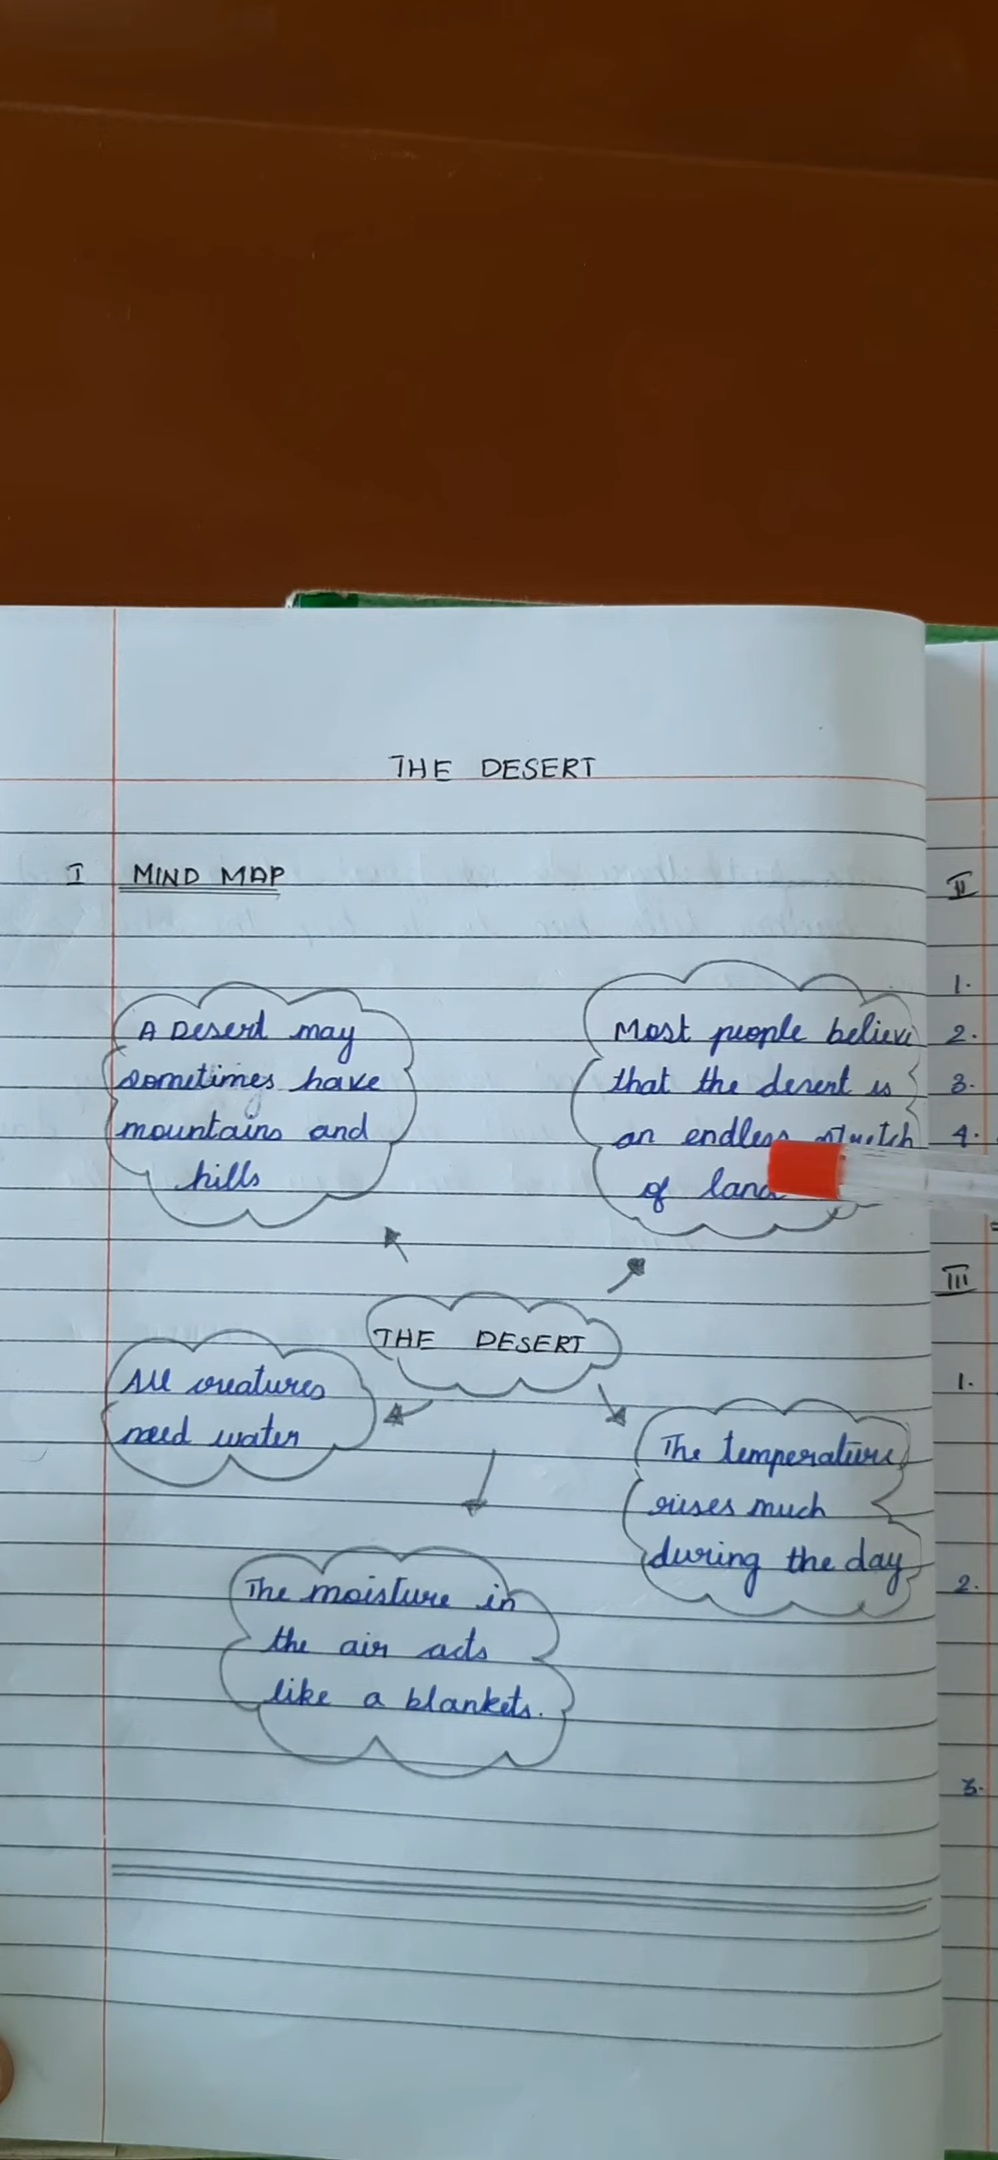 THE DESERT
I MIND MAP
A Desert may
sometimes have
mountains and
hills
Most people believe
that the desert is
an endless stretch
of land
THE DESERT
All creatures
need water
The temperature
rises much
during the day
The moisture in
the air acts
like a blankets.
II
1.
2.
3.
4.
III
1.
2.
3.